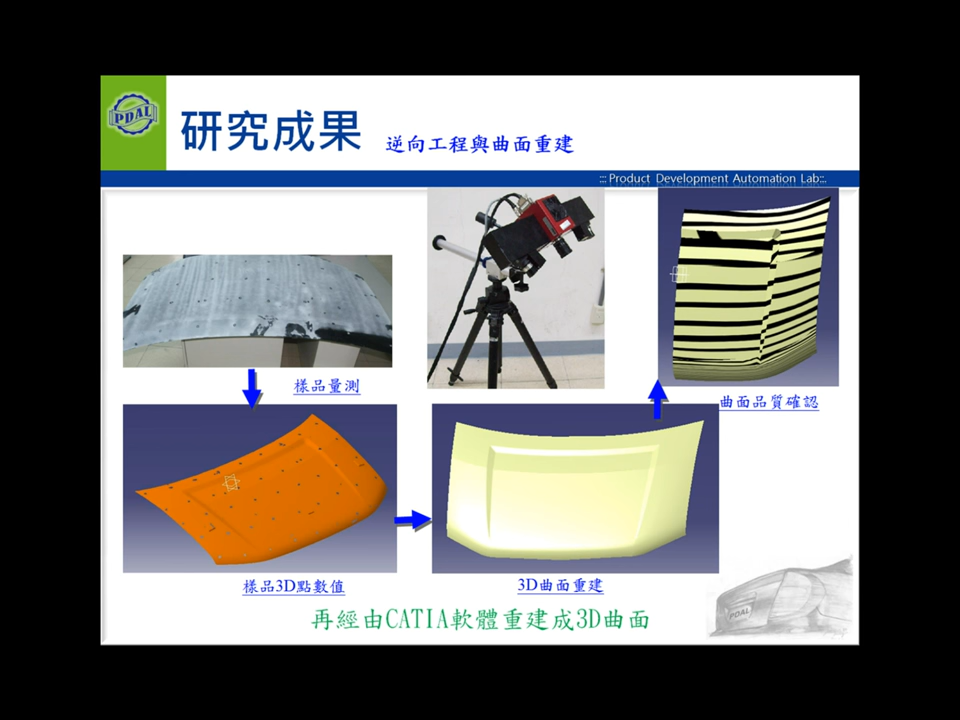 PDAL
研究成果 逆向工程與曲面重建
::: Product Development Automation Lab:::.
樣品量測
曲面品質確認
樣品3D點數值
3D曲面重建
再經由CATIA軟體重建成3D曲面
PDAL